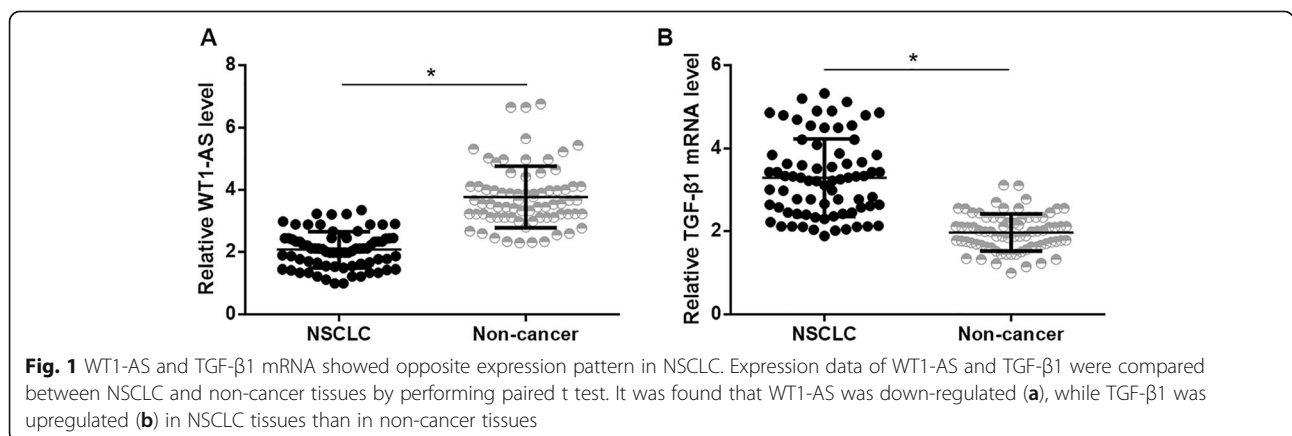 A
B
Relative WT1-AS level
8
6
4
2
0
*
NSCLC
Non-cancer
Relative TGF-β1 mRNA level
6
4
2
0
*
NSCLC
Non-cancer
Fig. 1 WT1-AS and TGF-β1 mRNA showed opposite expression pattern in NSCLC. Expression data of WT1-AS and TGF-β1 were compared
between NSCLC and non-cancer tissues by performing paired t test. It was found that WT1-AS was down-regulated (a), while TGF-β1 was
upregulated (b) in NSCLC tissues than in non-cancer tissues